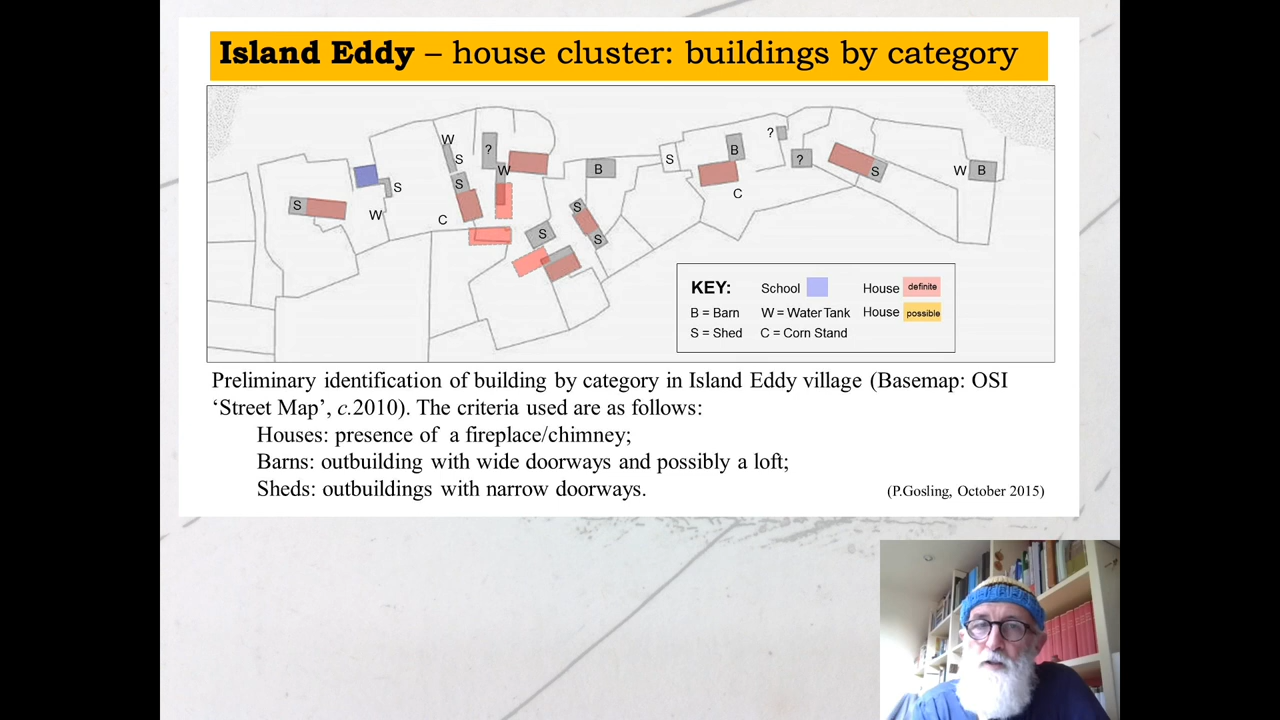 Island Eddy – house cluster: buildings by category
W
S
?
W
B
S
B
?
?
S
W B
S
S
W
S
C
S
S
S
C
KEY: School House definite
B = Barn W = Water Tank House possible
S = Shed C = Corn Stand
Preliminary identification of building by category in Island Eddy village (Basemap: OSI
‘Street Map’, c.2010). The criteria used are as follows:
Houses: presence of a fireplace/chimney;
Barns: outbuilding with wide doorways and possibly a loft;
Sheds: outbuildings with narrow doorways.
(P.Gosling, October 2015)